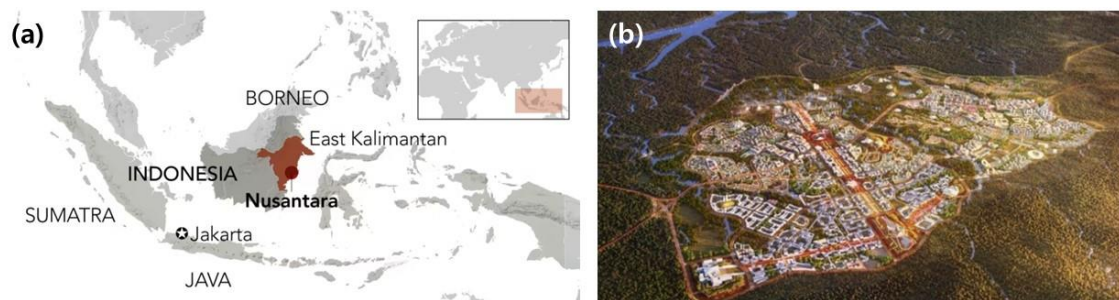 (a)
BORNEO
East Kalimantan
INDONESIA
Nusantara
SUMATRA
Jakarta
JAVA
(b)